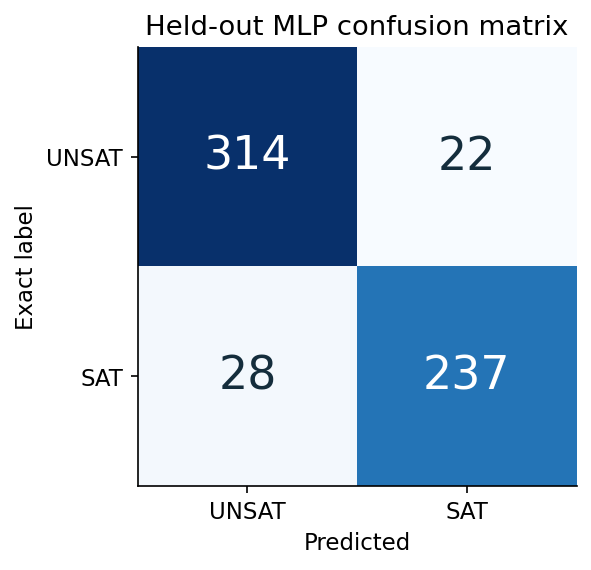 Held-out MLP confusion matrix
Exact label
UNSAT
314
22
SAT
28
237
UNSAT
SAT
Predicted